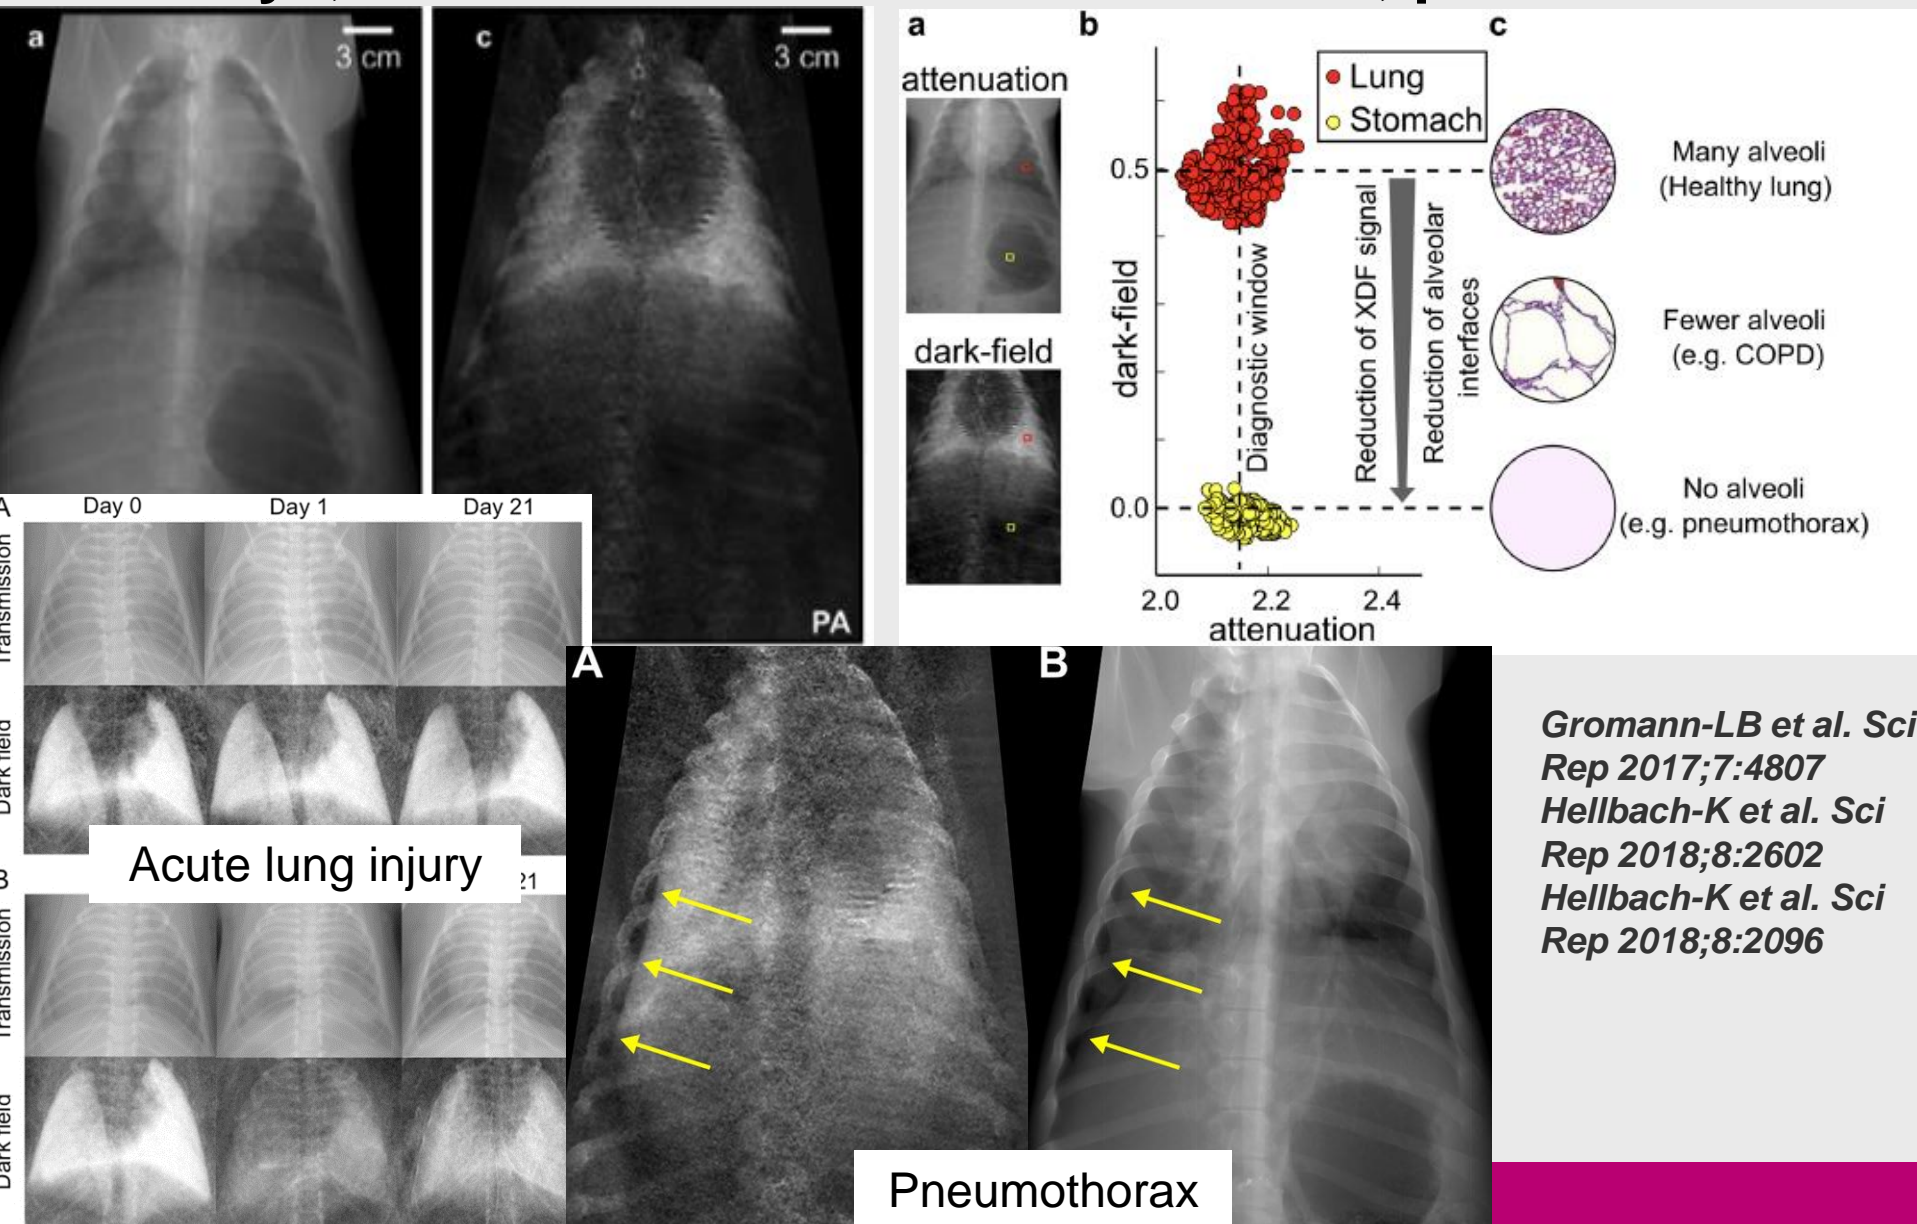 a
3 cm
c
3 cm
PA
a
attenuation
dark-field
b
Lung
Stomach
0.5
0.0
dark-field
Diagnostic window
Reduction of XDF signal
Reduction of alveolar
interfaces
2.0
2.2
2.4
attenuation
c
Many alveoli
(Healthy lung)
Fewer alveoli
(e.g. COPD)
No alveoli
(e.g. pneumothorax)
A
Day 0
Day 1
Day 21
Transmission
Dark field
Acute lung injury
B
21
Transmission
Dark field
A
B
Pneumothorax
Gromann-LB et al. Sci
Rep 2017;7:4807
Hellbach-K et al. Sci
Rep 2018;8:2602
Hellbach-K et al. Sci
Rep 2018;8:2096